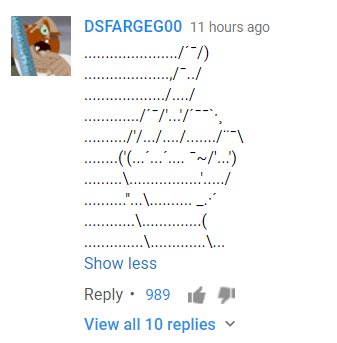 DSFARGEG00 11 hours ago
....................../´¯/)
....................,/¯../
.................../..../
............./´¯/'...'/´¯¯`·¸
........../'/.../..../......./¨¯\
........('(...´...´.... ¯~/'...')
.........\.................'...../
..........''...\.......... _.·´
............\..............(
..............\.............\...
Show less
Reply • 989
View all 10 replies